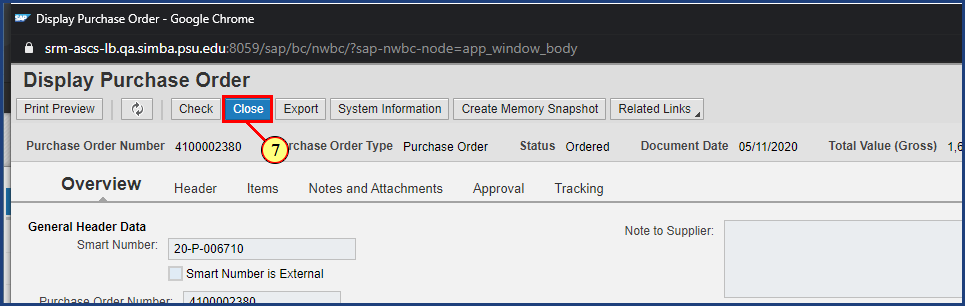 SAP Display Purchase Order - Google Chrome
srm-ascs-lb.qa.simba.psu.edu:8059/sap/bc/nwbc/?sap-nwbc-node=app_window_body
Display Purchase Order
Print Preview Check Close Export System Information Create Memory Snapshot Related Links
7
Purchase Order Number 4100002380 rchase Order Type Purchase Order Status Ordered Document Date 05/11/2020 Total Value (Gross) 1,6
Overview Header Items Notes and Attachments Approval Tracking
General Header Data
Note to Supplier:
Smart Number: 20-P-006710
Smart Number is External
Purchase Order Number: 4100002380